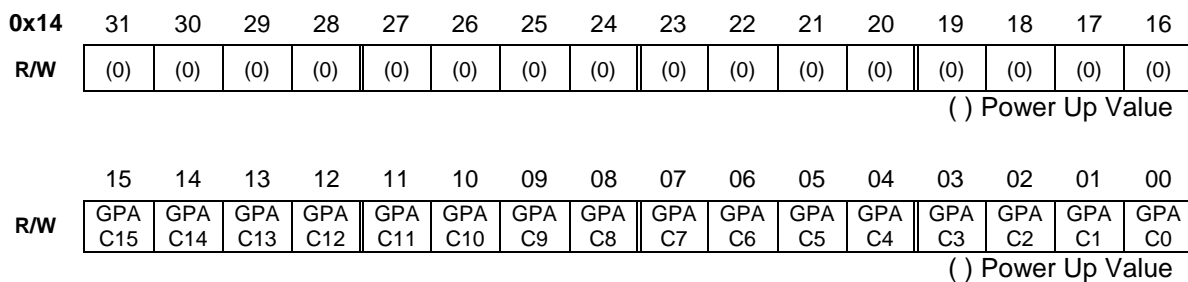 0x14 31 30 29 28 27 26 25 24 23 22 21 20 19 18 17 16
R/W (0) (0) (0) (0) (0) (0) (0) (0) (0) (0) (0) (0) (0) (0) (0) (0)
( ) Power Up Value
15 14 13 12 11 10 09 08 07 06 05 04 03 02 01 00
R/W GPA GPA GPA GPA GPA GPA GPA GPA GPA GPA GPA GPA GPA GPA GPA GPA
C15 C14 C13 C12 C11 C10 C9 C8 C7 C6 C5 C4 C3 C2 C1 C0
( ) Power Up Value